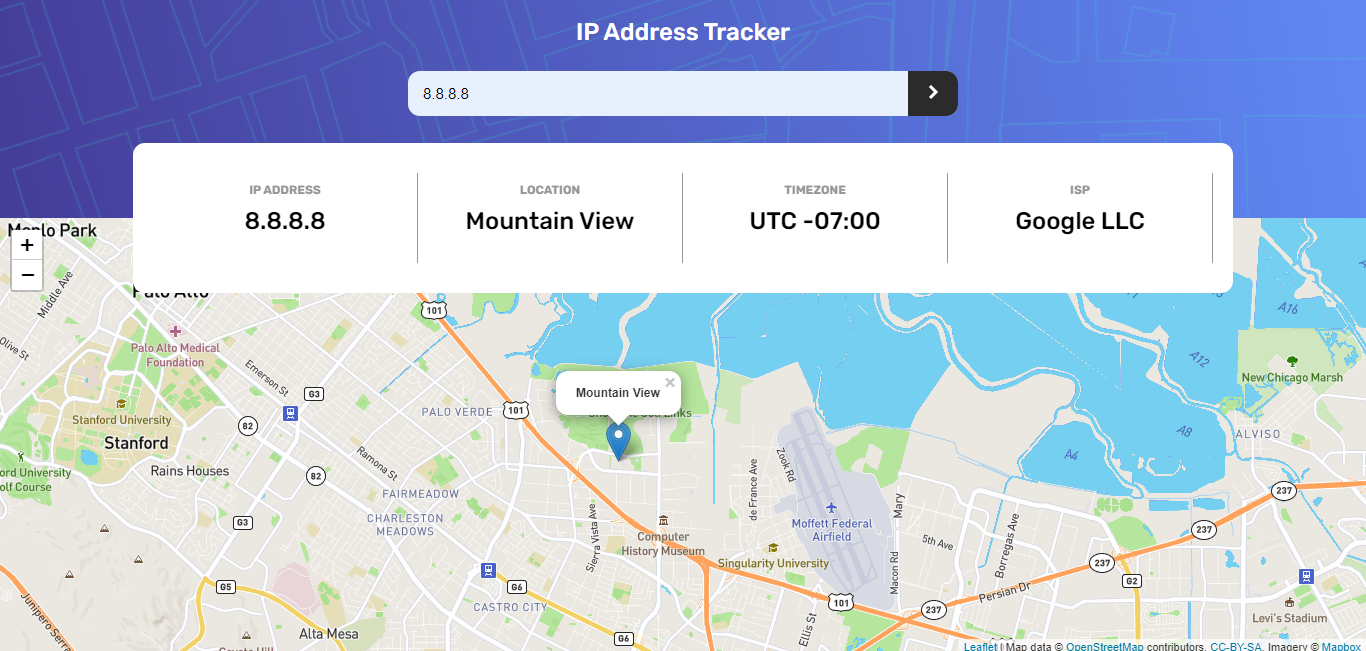 IP Address Tracker
8.8.8.8
IP ADDRESS
8.8.8.8
LOCATION
Mountain View
TIMEZONE
UTC -07:00
ISP
Google LLC
Menlo Park
+
−
Palo Alto
Middle Ave
Olive St
Palo Alto Medical
Foundation
Emerson St
G3
101
A16
A12
New Chicago Marsh
Mountain View
×
Links
PALO VERDE
101
Stanford University
82
Stanford
A8
ALVISO
A4
Rains Houses
Ramona St
82
ord University
olf Course
FAIRMEADOW
CHARLESTON
MEADOWS
G3
Sierra Vista Ave
de France Ave
Zook Rd
Moffett Federal
Airfield
Mary
Macon Rd
237
237
5th Ave
Borregas Ave
Computer
History Museum
Singularity University
237
G2
G5
G6
CASTRO CITY
101
237
Persian Dr
Levi's Stadium
Junipero Serra
Alta Mesa
G6
Ellis St
Leaflet | Map data © OpenStreetMap contributors, CC-BY-SA, Imagery © Mapbox